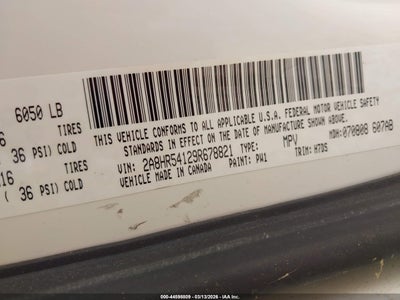 6050 LB
TIRES
36 PSI) COLD
16 TIRES
( 36 PSI) COLD
THIS VEHICLE CONFORMS TO ALL APPLICABLE U.S.A. FEDERAL MOTOR VEHICLE SAFETY
STANDARDS IN EFFECT ON THE DATE OF MANUFACTURE SHOWN ABOVE.
VIN: 2A8HR54129R678821 TYPE: MPV MDH: 070808 607AB
VEHICLE MADE IN CANADA PAINT: PW1 TRIM: H7DS
000--44598809 - 03/13/2026 - IAA Inc.